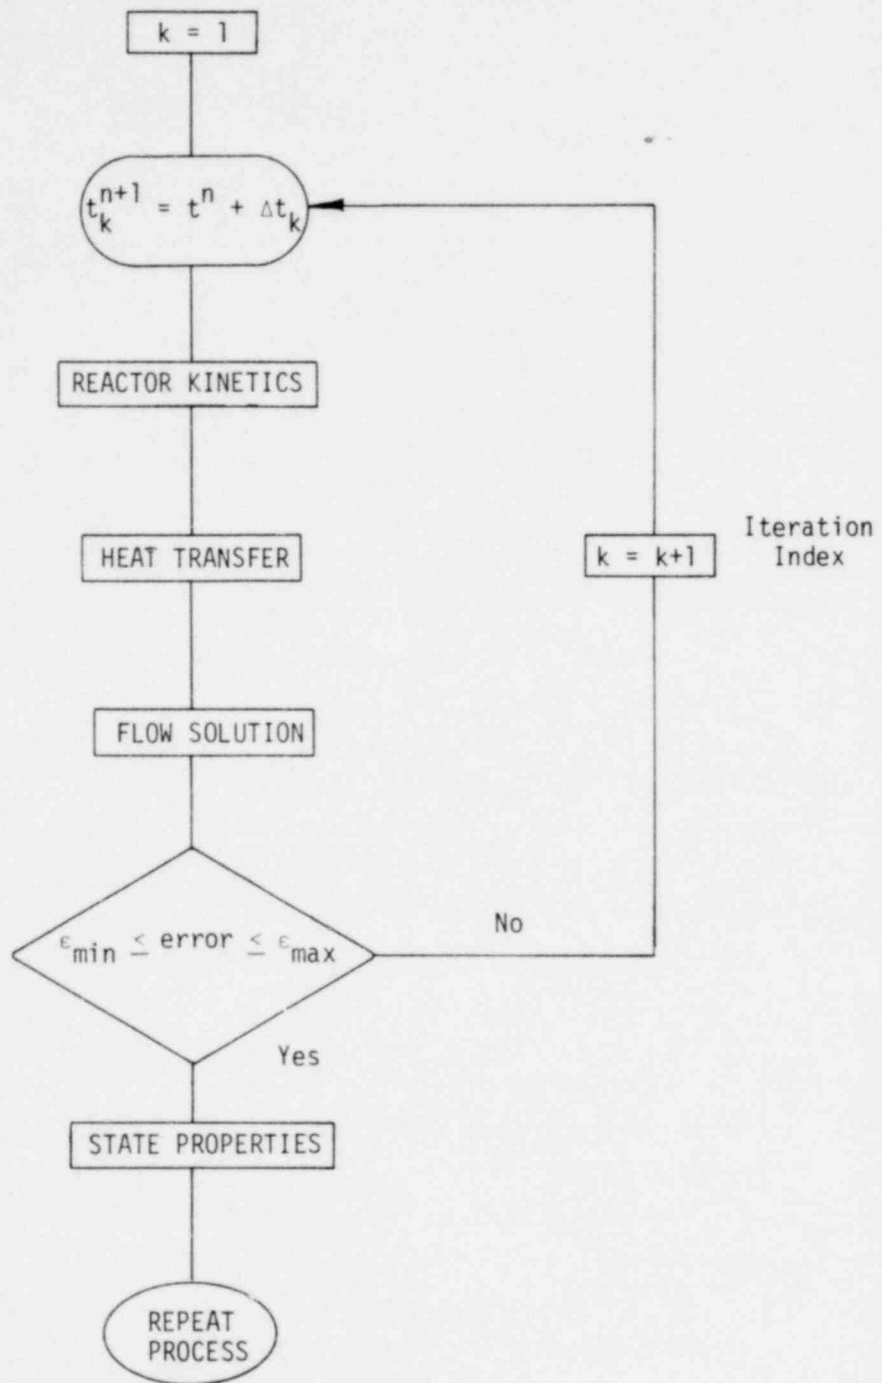 k = 1
t_k^{n+1} = t^n + Δt_k
REACTOR KINETICS
HEAT TRANSFER
Iteration
Index
k = k+1
FLOW SOLUTION
ε_min ≤ error ≤ ε_max
No
Yes
STATE PROPERTIES
REPEAT
PROCESS